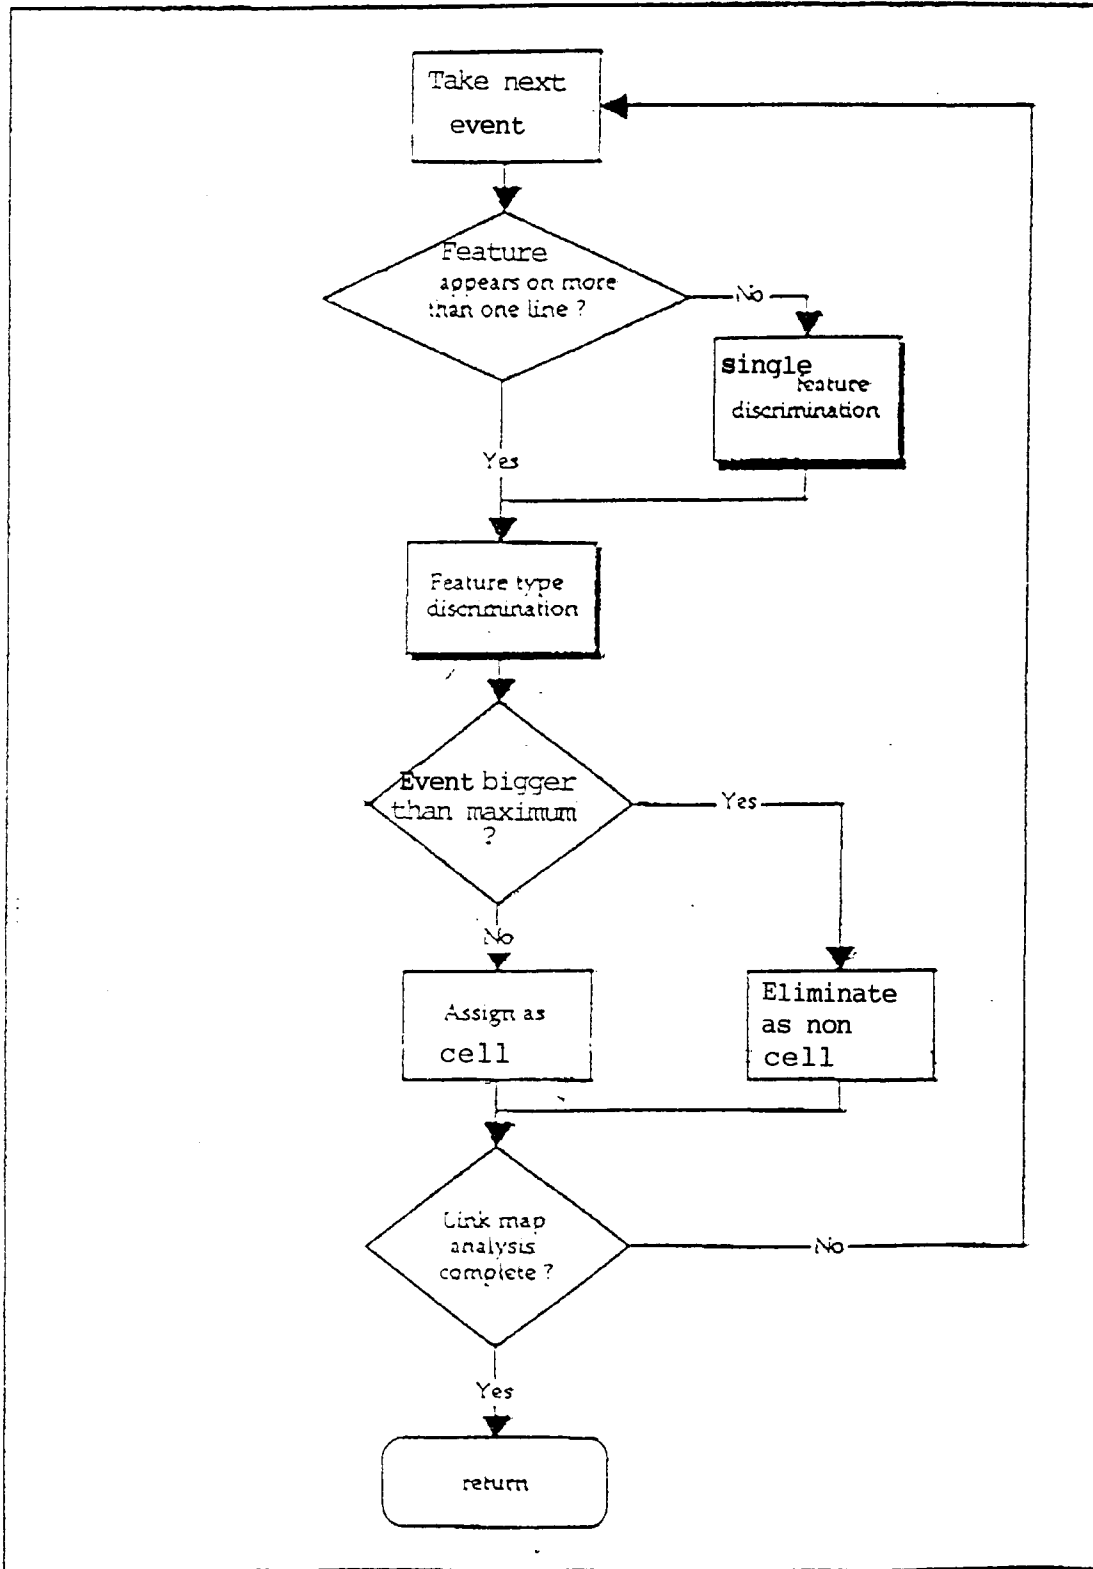 Take next
event
Feature
appears on more
than one line ?
No
single
feature
discrimination
Yes
Feature type
discrimination
Event bigger
than maximum
?
Yes
No
Assign as
cell
Eliminate
as non
cell
Link map
analysis
complete ?
No
Yes
return